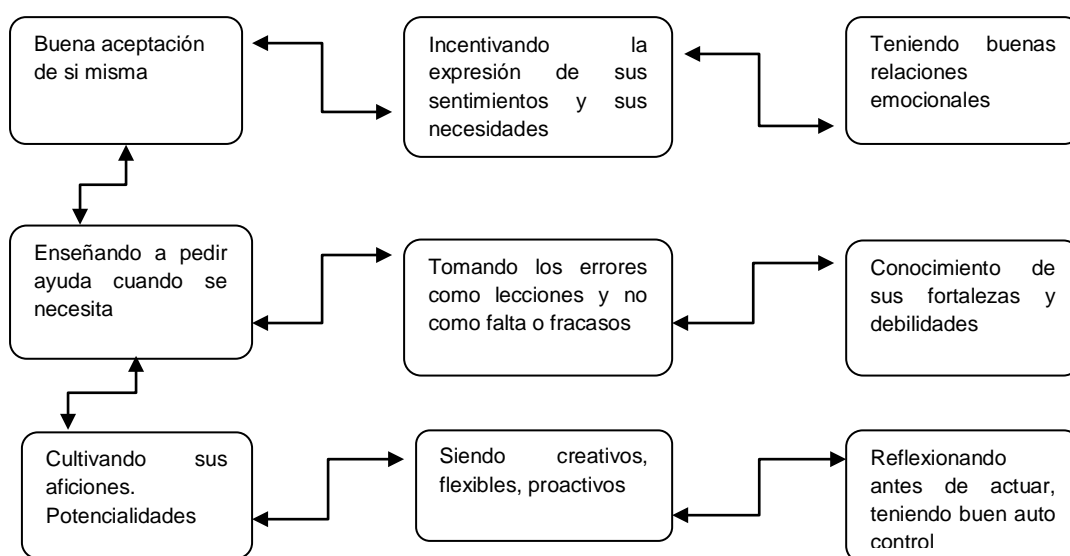 Buena aceptación
de si misma
Incentivando la
expresión de sus
sentimientos y sus
necesidades
Teniendo buenas
relaciones
emocionales
Enseñando a pedir
ayuda cuando se
necesita
Tomando los errores
como lecciones y no
como falta o fracasos
Conocimiento de
sus fortalezas y
debilidades
Cultivando sus
aficiones.
Potencialidades
Siendo creativos,
flexibles, proactivos
Reflexionando
antes de actuar,
teniendo buen auto
control